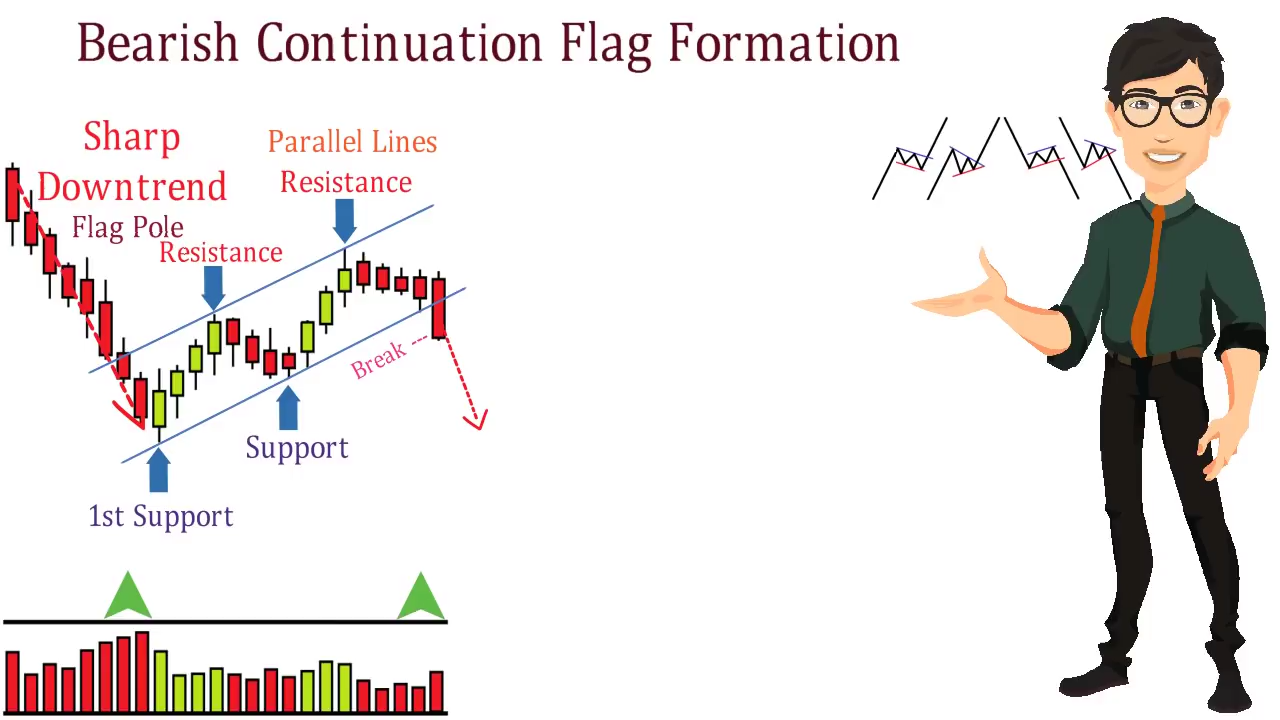 Bearish Continuation Flag Formation
Sharp
Downtrend
Flag Pole
Resistance
Parallel Lines
Resistance
Break
Support
1st Support